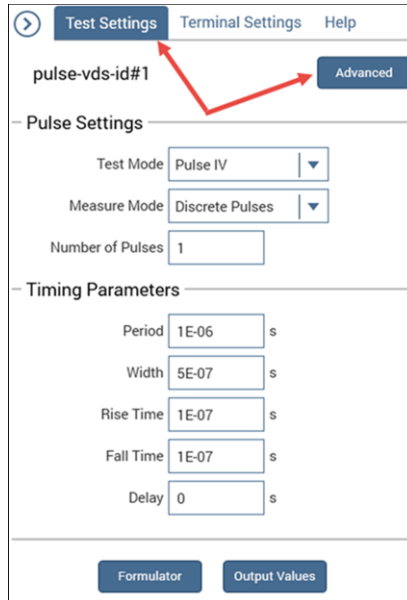 Test Settings Terminal Settings Help
pulse-vds-id#1 Advanced
Pulse Settings
Test Mode Pulse IV
Measure Mode Discrete Pulses
Number of Pulses 1
Timing Parameters
Period 1E-06 s
Width 5E-07 s
Rise Time 1E-07 s
Fall Time 1E-07 s
Delay 0 s
Formulator Output Values